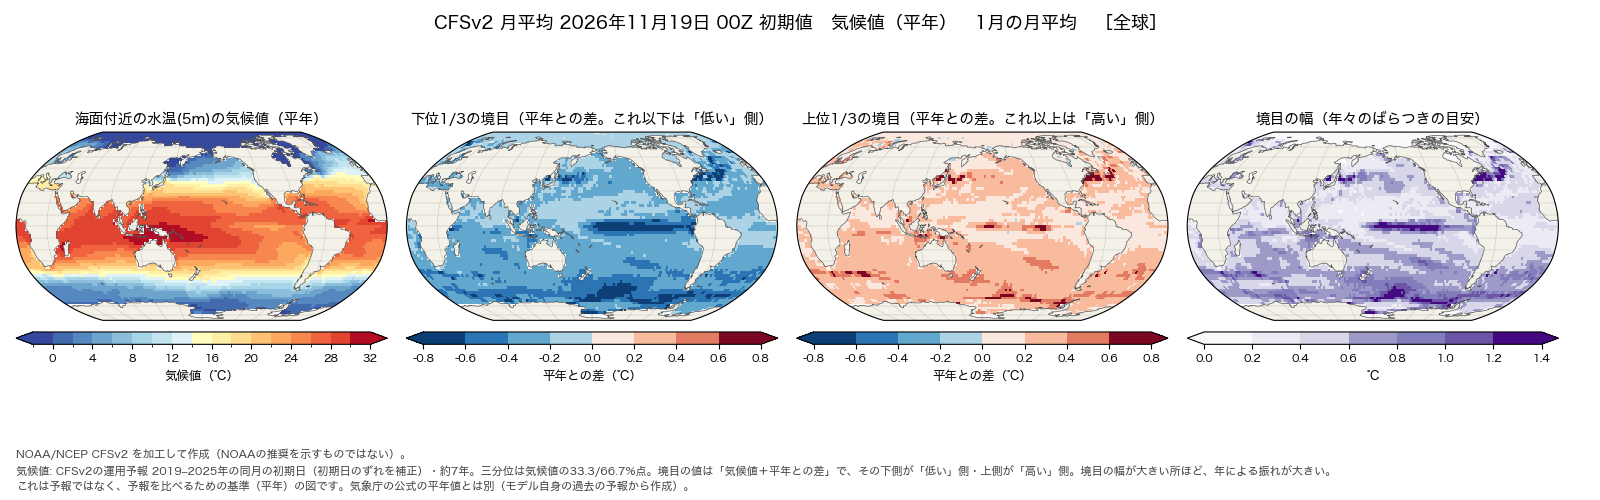 CFSv2 月平均 2026年11月19日 00Z 初期値　気候値（平年）　1月の月平均　［全球］
海面付近の水温(5m)の気候値（平年）
下位1/3の境目（平年との差。これ以下は「低い」側）
上位1/3の境目（平年との差。これ以上は「高い」側）
境目の幅（年々のばらつきの目安）
0 4 8 12 16 20 24 28 32
-0.8 -0.6 -0.4 -0.2 0.0 0.2 0.4 0.6 0.8
-0.8 -0.6 -0.4 -0.2 0.0 0.2 0.4 0.6 0.8
0.0 0.2 0.4 0.6 0.8 1.0 1.2 1.4
気候値（℃）
平年との差（℃）
平年との差（℃）
℃
NOAA/NCEP CFSv2 を加工して作成（NOAAの推奨を示すものではない）。
気候値: CFSv2の運用予報 2019–2025年の同月の初期日（初期日のずれを補正）・約7年。三分位は気候値の33.3/66.7%点。境目の値は「気候値＋平年との差」で、その下側が「低い」側・上側が「高い」側。境目の幅が大きい所ほど、年による振れが大きい。
これは予報ではなく、予報を比べるための基準（平年）の図です。気象庁の公式の平年値とは別（モデル自身の過去の予報から作成）。